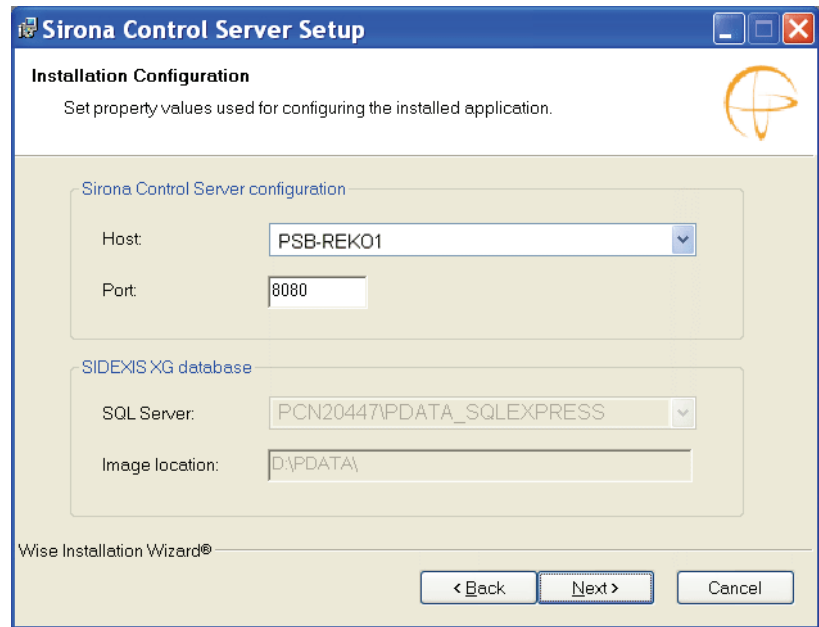 Sirona Control Server Setup
Installation Configuration
Set property values used for configuring the installed application.
Sirona Control Server configuration
Host: PSB-REKO1
Port: 8080
SIDEXIS XG database
SQL Server: PCN20447\PDATA_SQLEXPRESS
Image location: D:\PDATA\
Wise Installation Wizard®
< Back Next > Cancel